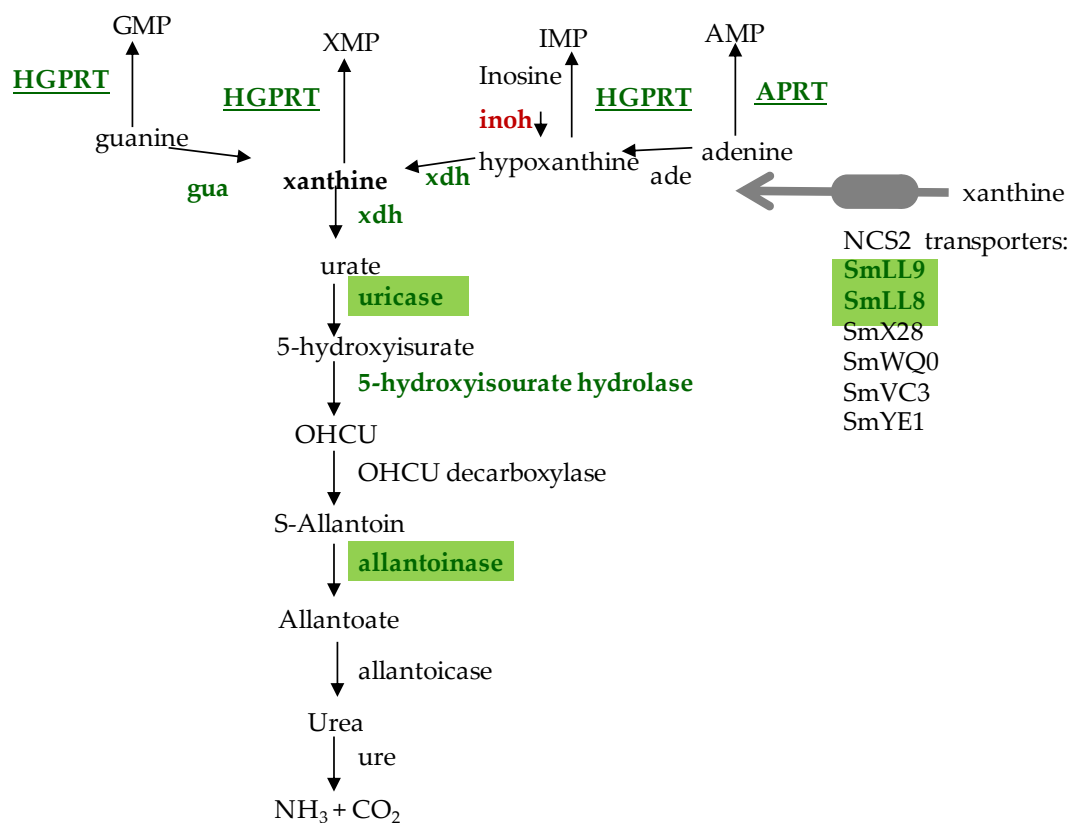 GMP
XMP
IMP
AMP
Inosine
HGPRT
HGPRT
HGPRT
APRT
inoh
guanine
hypoxanthine
adenine
gua
xanthine
xdh
ade
xanthine
xdh
NCS2 transporters:
SmLL9
SmLL8
SmX28
SmWQ0
SmVC3
SmYE1
urate
uricase
5-hydroxyisurate
5-hydroxyisourate hydrolase
OHCU
OHCU decarboxylase
S-Allantoin
allantoinase
Allantoate
allantoicase
Urea
ure
NH₃ + CO₂